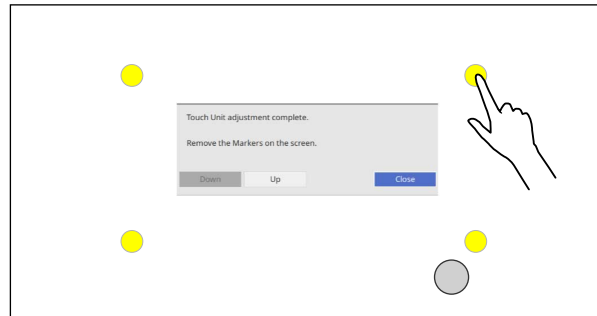 Touch Unit adjustment complete.
Remove the Markers on the screen.
Down Up Close